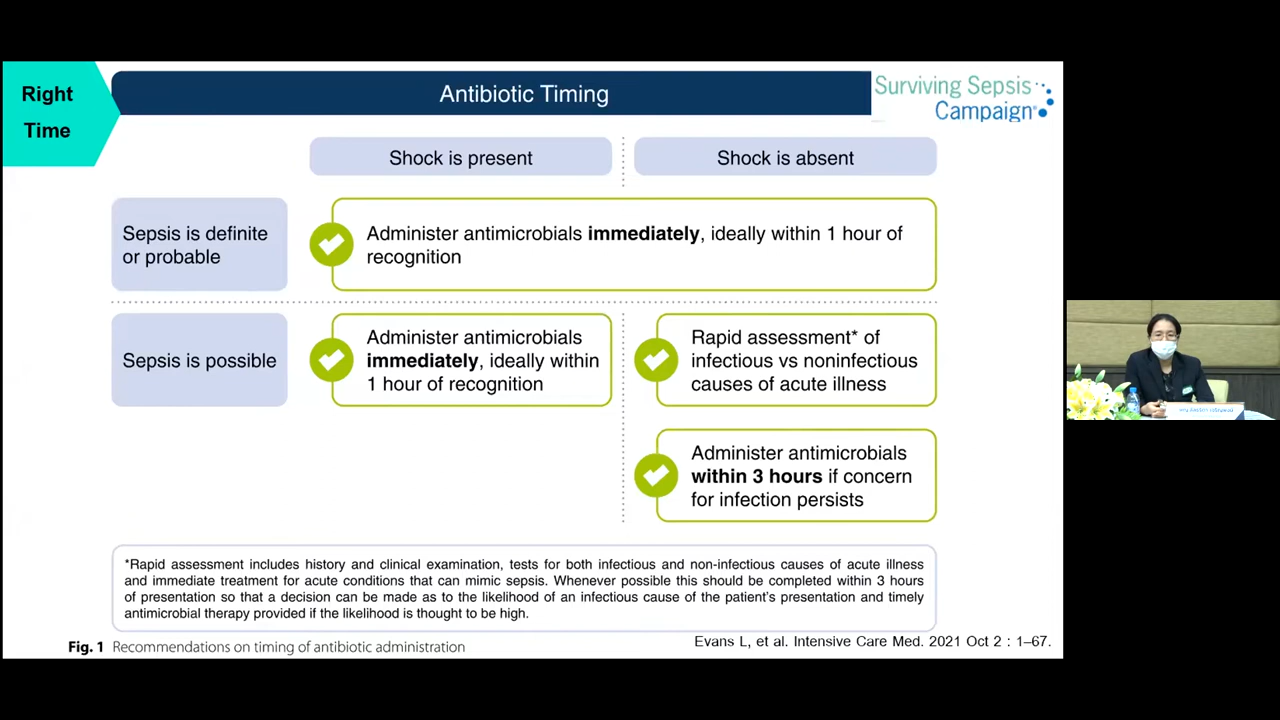 Right
Time
Antibiotic Timing
Surviving Sepsis
Campaign®
Shock is present
Shock is absent
Sepsis is definite
or probable
Administer antimicrobials immediately, ideally within 1 hour of
recognition
Sepsis is possible
Administer antimicrobials
immediately, ideally within
1 hour of recognition
Rapid assessment* of
infectious vs noninfectious
causes of acute illness
Administer antimicrobials
within 3 hours if concern
for infection persists
*Rapid assessment includes history and clinical examination, tests for both infectious and non-infectious causes of acute illness
and immediate treatment for acute conditions that can mimic sepsis. Whenever possible this should be completed within 3 hours
of presentation so that a decision can be made as to the likelihood of an infectious cause of the patient's presentation and timely
antimicrobial therapy provided if the likelihood is thought to be high.
Fig. 1 Recommendations on timing of antibiotic administration
Evans L, et al. Intensive Care Med. 2021 Oct 2 : 1–67.